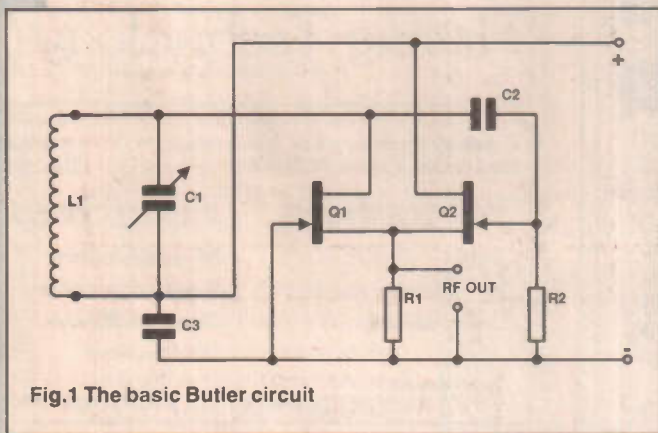 +
C2
L1
C1
Q1
Q2
C3
R1
RF OUT
R2
-
Fig.1 The basic Butler circuit